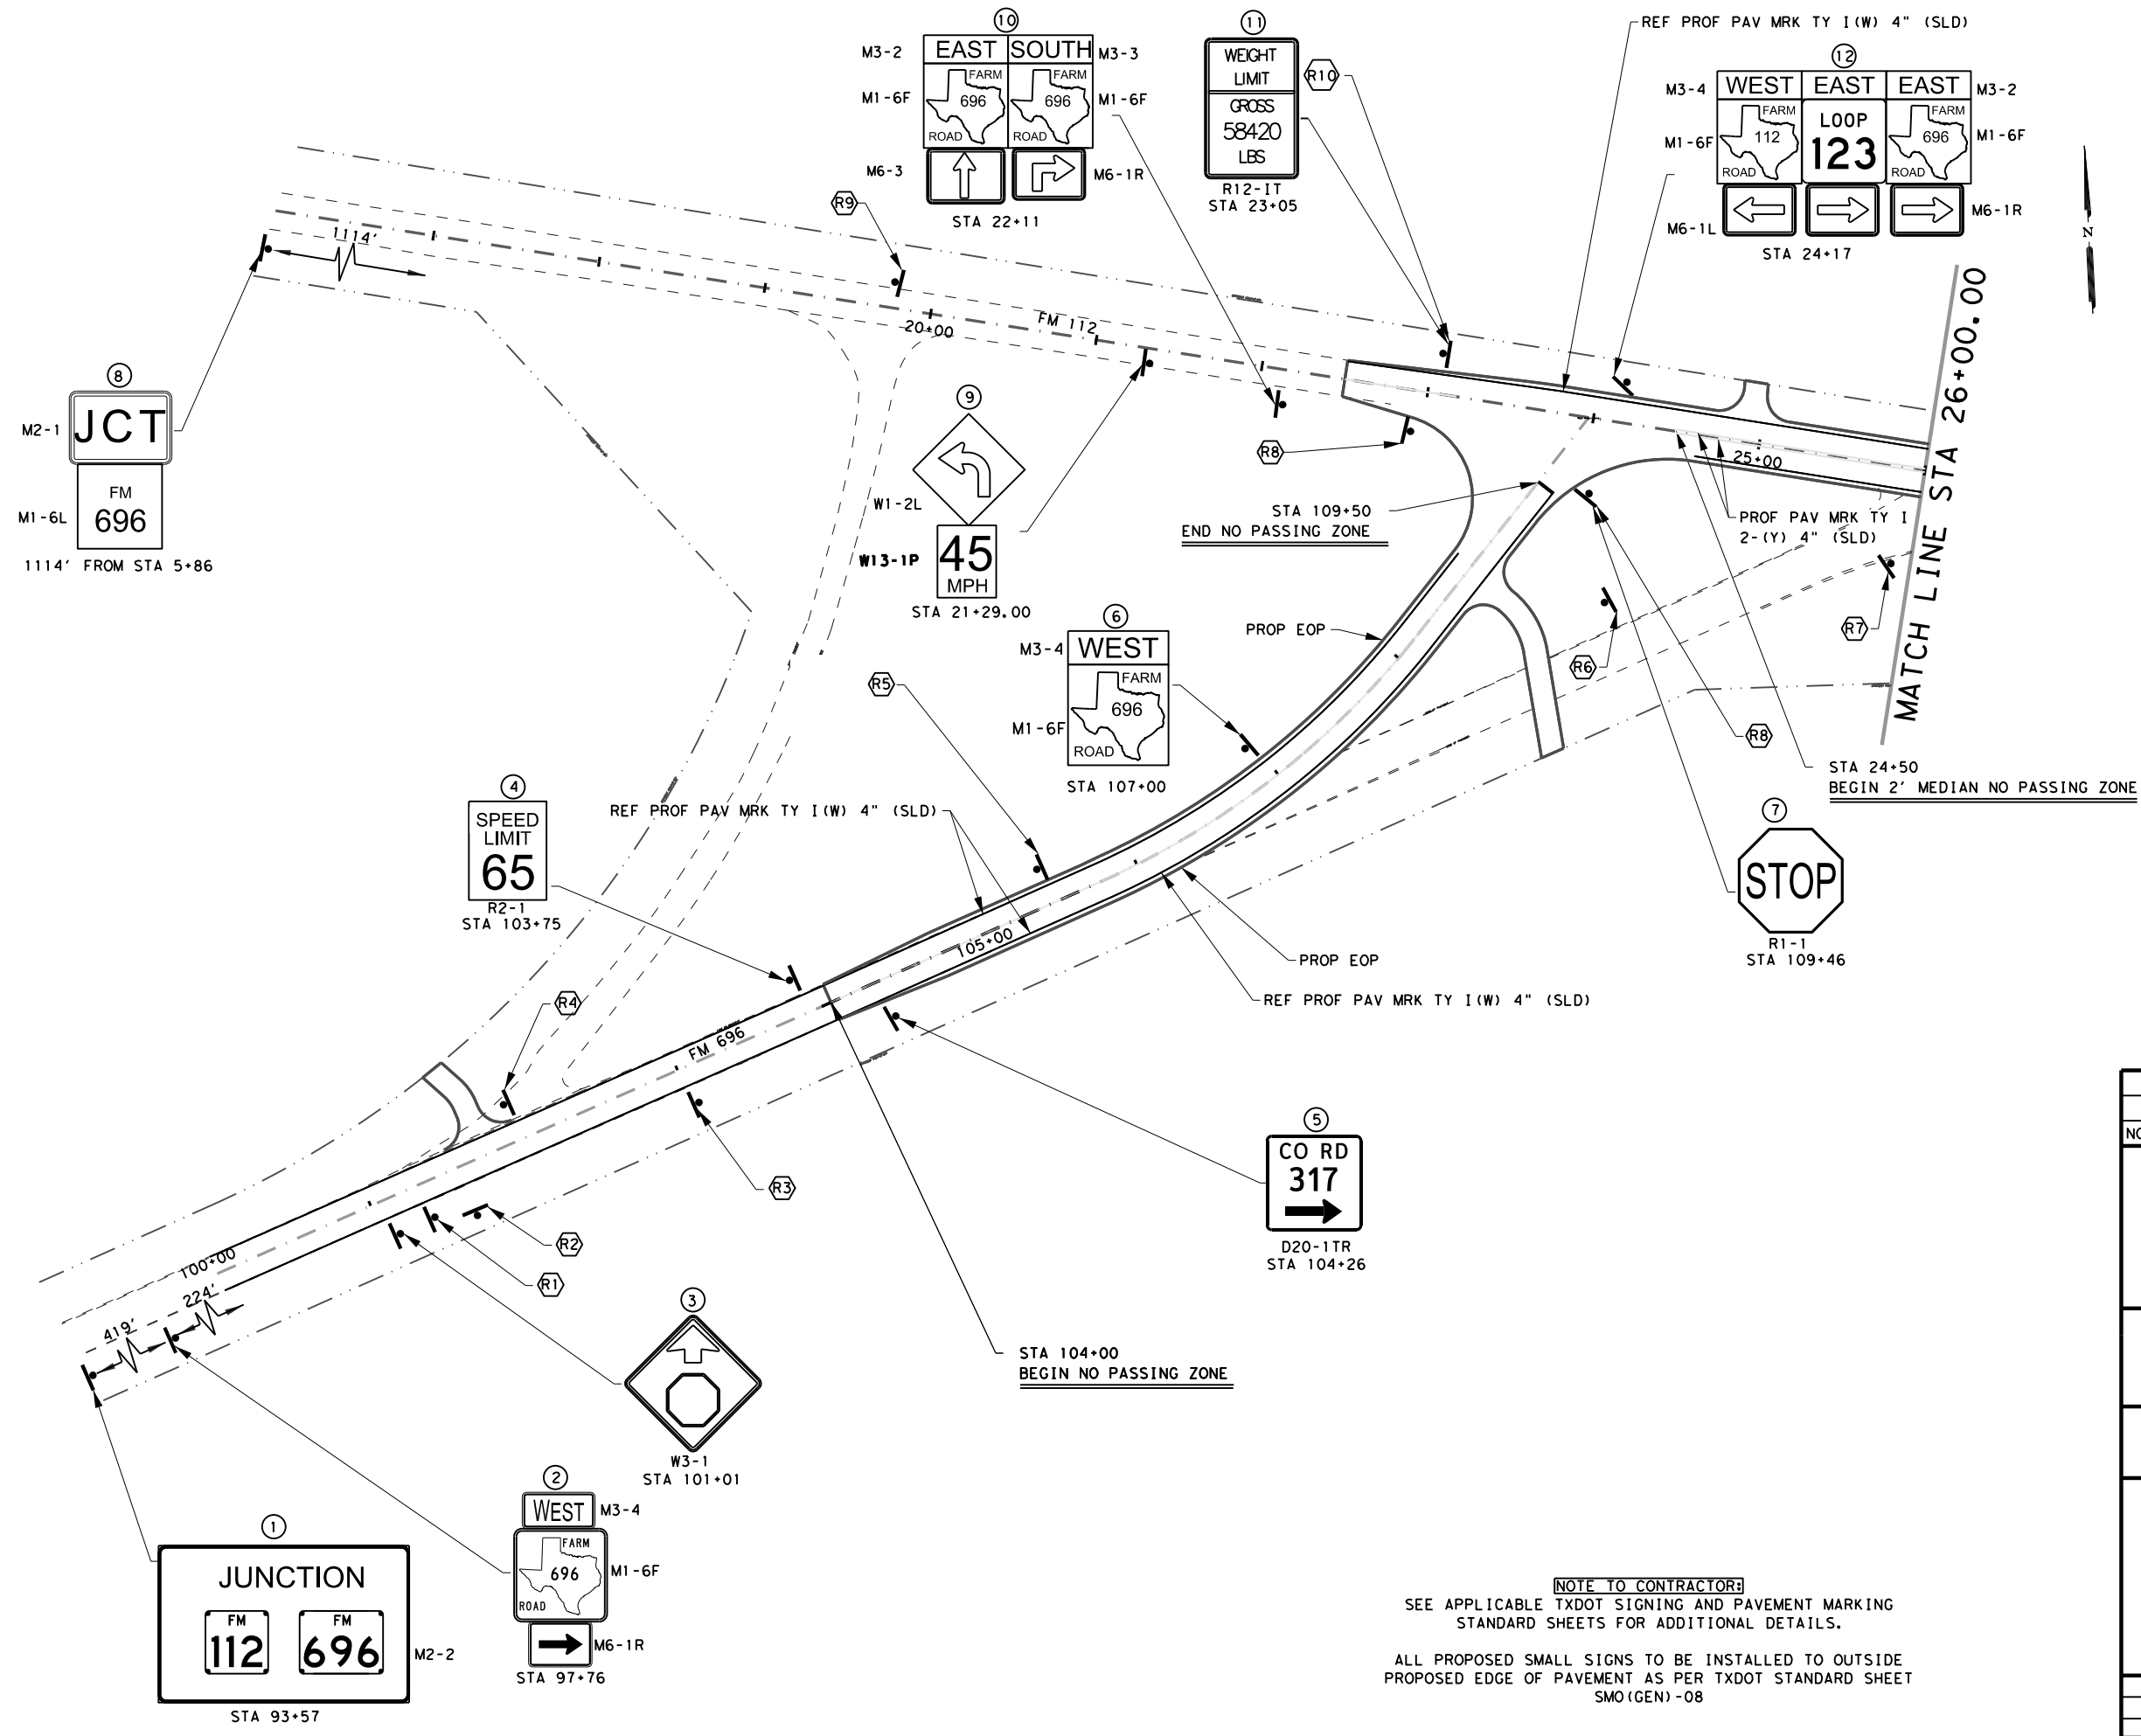 10
M3-2 EAST SOUTH M3-3
FARM FARM
M1-6F 696 696 M1-6F
ROAD ROAD
M6-3 M6-1R
STA 22+11
11
WEIGHT
LIMIT
GROSS
58420
LBS
R12-IT
STA 23+05
R10
REF PROF PAV MRK TY I(W) 4" (SLD)
12
M3-4 WEST EAST EAST M3-2
FARM LOOP FARM
M1-6F 112 123 696 M1-6F
ROAD ROAD
M6-1L M6-1R
STA 24+17
N
R9
1114'
20+00
FM 112
8
M2-1 JCT
FM
M1-6L 696
1114' FROM STA 5+86
9
W1-2L
W13-1P 45
MPH
STA 21+29.00
R8
STA 109+50
END NO PASSING ZONE
25+00
PROF PAV MRK TY I
2-(Y) 4" (SLD)
MATCH LINE STA 26+00.00
R7
R6
R8
STA 24+50
BEGIN 2' MEDIAN NO PASSING ZONE
PROP EOP
6
M3-4 WEST
FARM
696
M1-6F
ROAD
STA 107+00
R5
4
SPEED
LIMIT
65
R2-1
STA 103+75
REF PROF PAV MRK TY I(W) 4" (SLD)
7
STOP
R1-1
STA 109+46
105+00
PROP EOP
REF PROF PAV MRK TY I(W) 4" (SLD)
R4
FM 696
R3
5
CO RD
317
D20-1TR
STA 104+26
NO
R2
R1
100+00
224'
419'
3
W3-1
STA 101+01
STA 104+00
BEGIN NO PASSING ZONE
2
WEST M3-4
FARM
696 M1-6F
ROAD
M6-1R
STA 97+76
1
JUNCTION
FM FM
112 696 M2-2
STA 93+57
NOTE TO CONTRACTOR:
SEE APPLICABLE TXDOT SIGNING AND PAVEMENT MARKING
STANDARD SHEETS FOR ADDITIONAL DETAILS.
ALL PROPOSED SMALL SIGNS TO BE INSTALLED TO OUTSIDE
PROPOSED EDGE OF PAVEMENT AS PER TXDOT STANDARD SHEET
SMO(GEN)-08